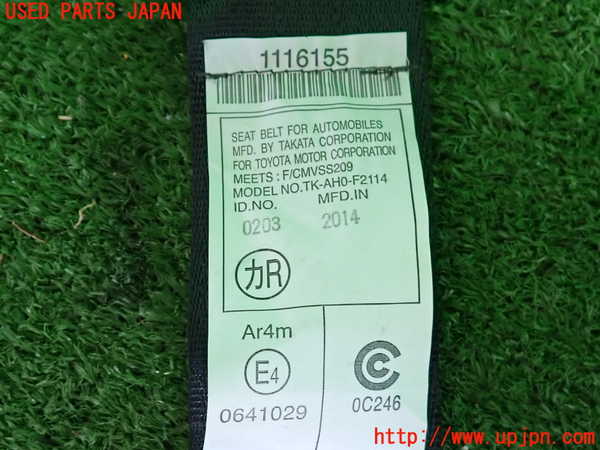 USED PARTS JAPAN
1116155
SEAT BELT FOR AUTOMOBILES
MFD. BY TAKATA CORPORATION
FOR TOYOTA MOTOR CORPORATION
MEETS : F/CMVSS209
MODEL NO.TK-AH0-F2114
ID.NO. MFD.IN
0203 2014
カR
Ar4m
E4
0641029
CCC
0C246
http://www.upjpn.com/